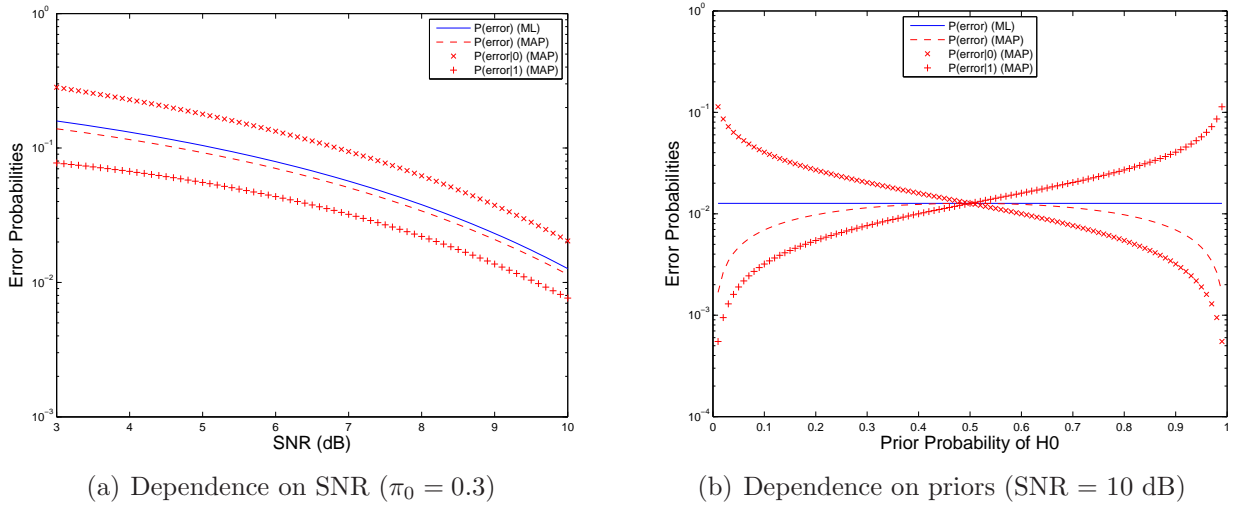 10^0
10^-1
10^-2
10^-3
3 4 5 6 7 8 9 10
SNR (dB)
Error Probabilities
P(error) (ML)
P(error) (MAP)
P(error|0) (MAP)
P(error|1) (MAP)
(a) Dependence on SNR (π0 = 0.3)
10^0
10^-1
10^-2
10^-3
10^-4
0 0.1 0.2 0.3 0.4 0.5 0.6 0.7 0.8 0.9 1
Prior Probability of H0
Error Probabilities
P(error) (ML)
P(error) (MAP)
P(error|0) (MAP)
P(error|1) (MAP)
(b) Dependence on priors (SNR = 10 dB)